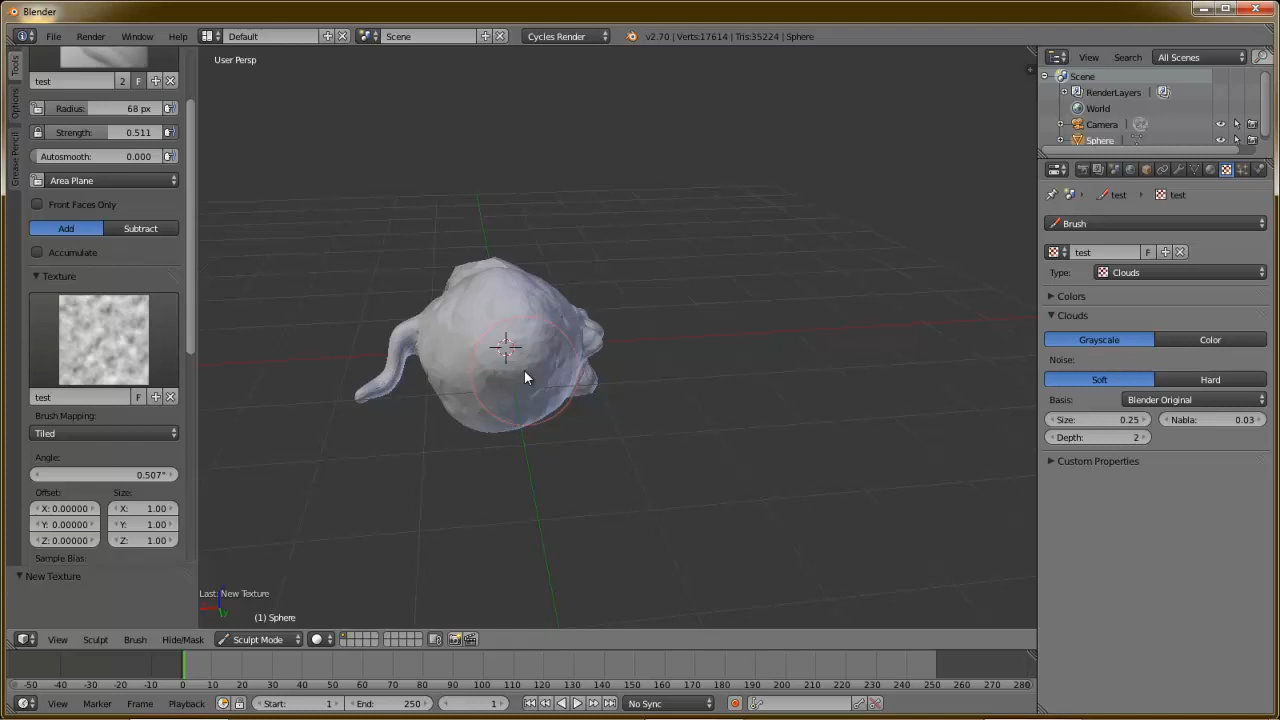 Blender
File Render Window Help Default Scene Cycles Render v2.70 | Verts:17614 | Tris:35224 | Sphere
User Persp
View Search All Scenes
Scene
RenderLayers
World
Camera
Sphere
Tools
Options
Grease Pencil
test 2 F
Radius: 68 px
Strength: 0.511
Autosmooth: 0.000
Area Plane
Front Faces Only
Add Subtract
Accumulate
Texture
test F
Brush Mapping:
Tiled
Angle:
0.507°
Offset: Size:
X: 0.00000 X: 1.00
Y: 0.00000 Y: 1.00
Z: 0.00000 Z: 1.00
Sample Bias:
New Texture
test test
Brush
test F
Type: Clouds
Colors
Clouds
Grayscale Color
Noise:
Soft Hard
Basis: Blender Original
Size: 0.25 Nabla: 0.03
Depth: 2
Custom Properties
Last: New Texture
y
(1) Sphere
View Sculpt Brush Hide/Mask Sculpt Mode
-50 -40 -30 -20 -10 0 10 20 30 40 50 60 70 80 90 100 110 120 130 140 150 160 170 180 190 200 210 220 230 240 250 260 270 280
View Marker Frame Playback Start: 1 End: 250 1 No Sync